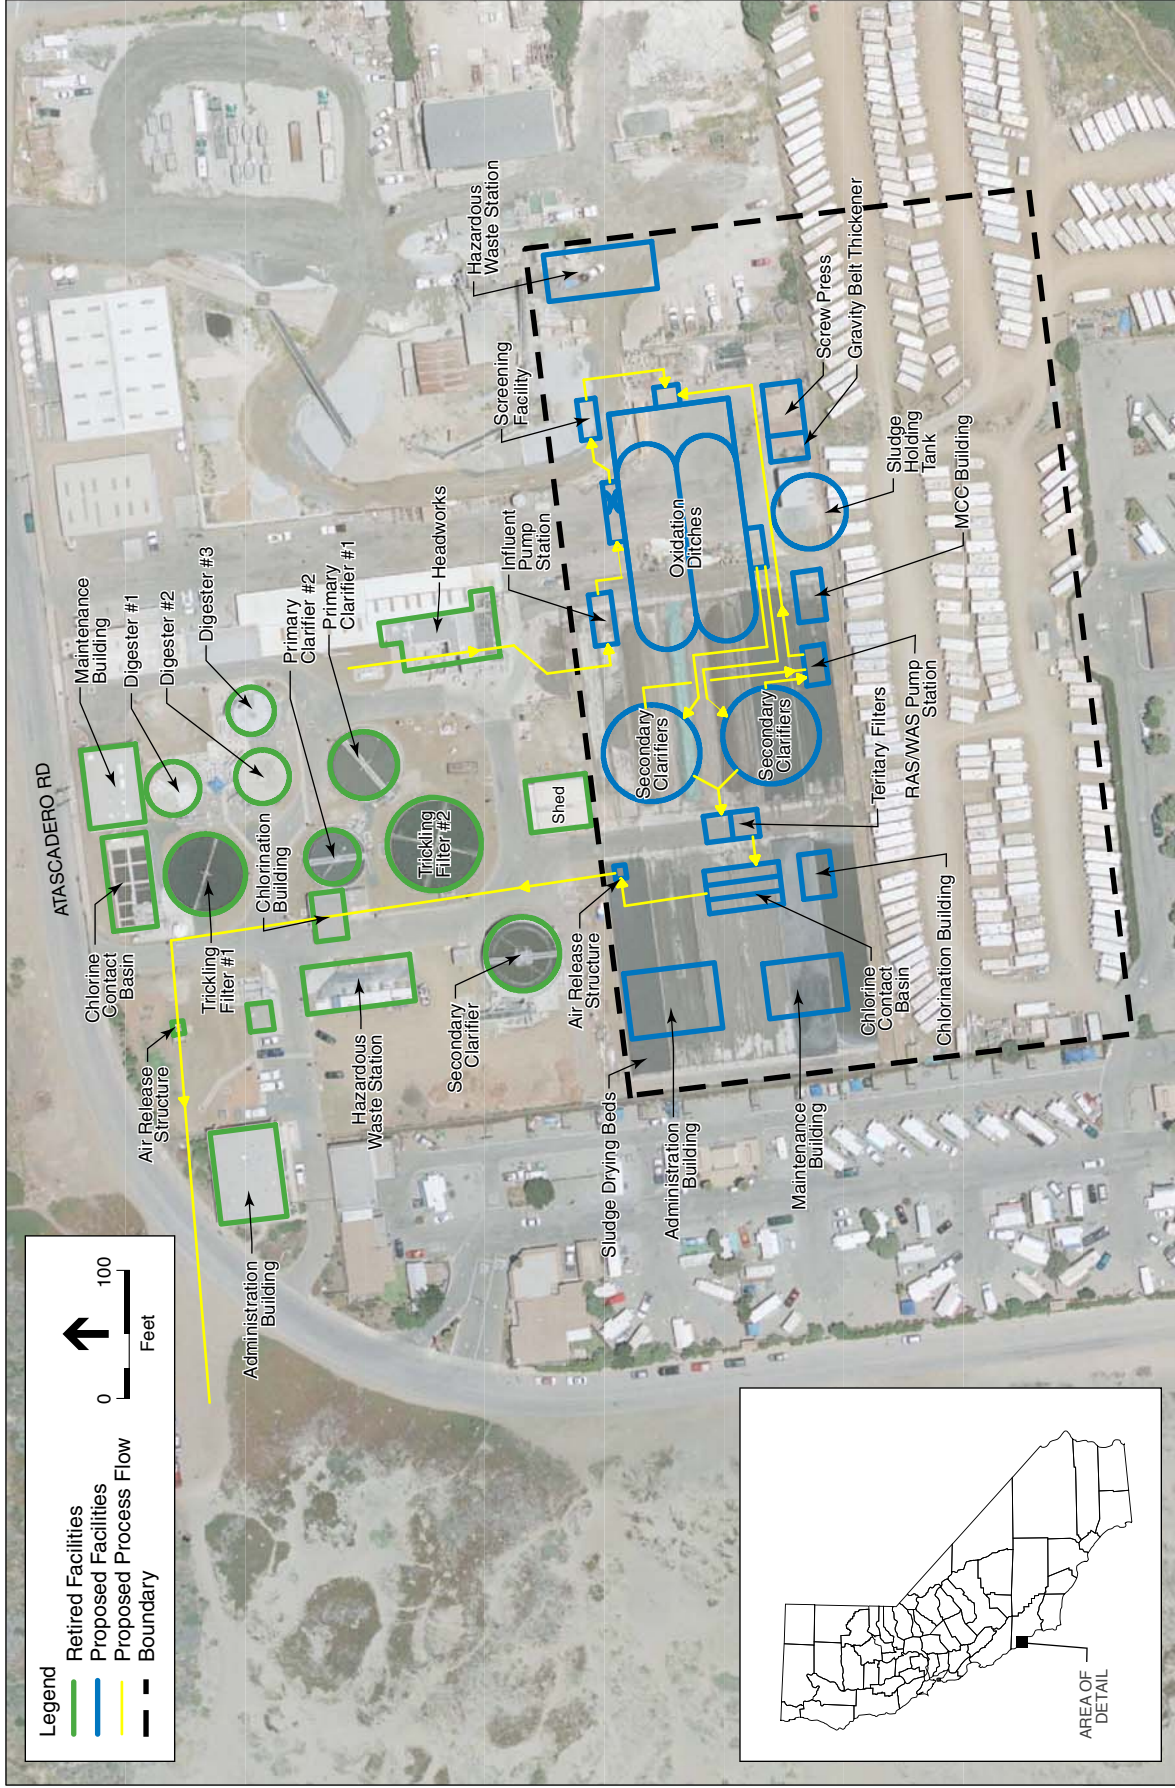 Legend
Retired Facilities
Proposed Facilities
Proposed Process Flow
Boundary
0
100
Feet
ATASCADERO RD
Maintenance
Building
Digester #1
Digester #2
Digester #3
Primary
Clarifier #2
Primary
Clarifier #1
Headworks
Influent
Pump
Station
Screening
Facility
Hazardous
Waste Station
Chlorine
Contact
Basin
Trickling
Filter #1
Chlorination
Building
Trickling
Filter #2
Shed
Air Release
Structure
Hazardous
Waste Station
Secondary
Clarifier
Administration
Building
Air Release
Structure
Sludge Drying Beds
Administration
Building
Maintenance
Building
Chlorine
Contact
Basin
Chlorination Building
Secondary
Clarifiers
Secondary
Clarifiers
Teritary Filters
RAS/WAS Pump
Station
Oxidation
Ditches
MCC Building
Sludge
Holding
Tank
Gravity Belt Thickener
Screw Press
AREA OF
DETAIL